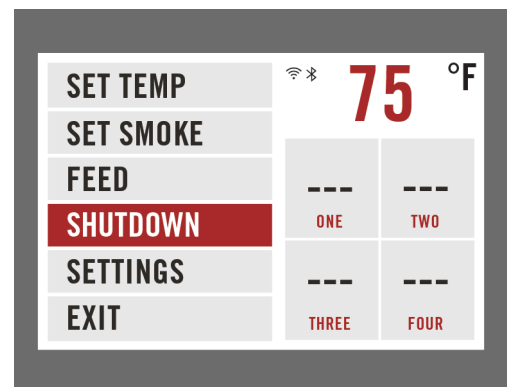 SET TEMP
SET SMOKE
FEED
SHUTDOWN
SETTINGS
EXIT
75 °F
--- ---
ONE TWO
--- ---
THREE FOUR